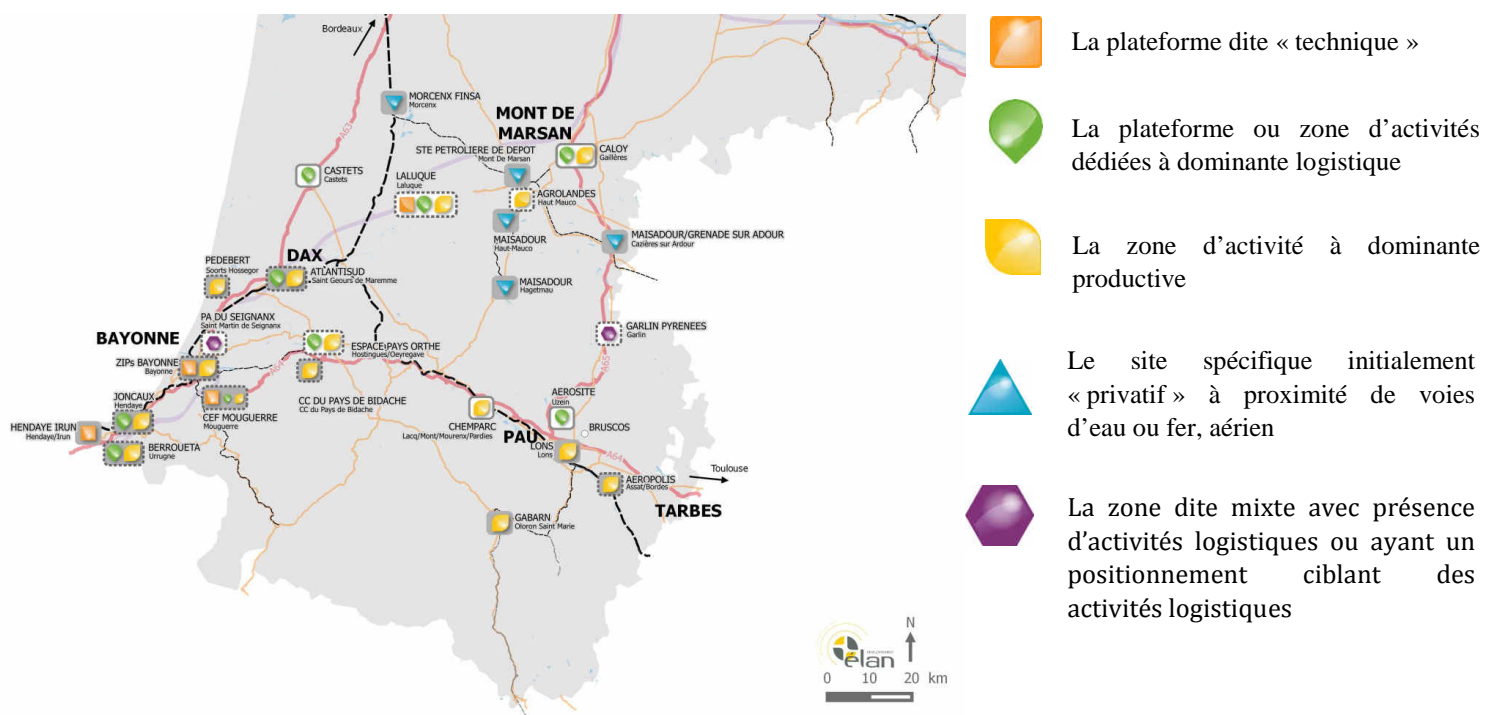 Bordeaux
A63
MORCENX FINSA
Morcenx
MONT DE
MARSAN
STE PETROLIERE DE DEPOT
Mont De Marsan
CALOY
Gaillères
CASTETS
Castets
LALUQUE
Laluque
AGROLANDES
Haut Mauco
MAISADOUR
Haut-Mauco
MAISADOUR/GRENADE SUR ADOUR
Cazières sur Ardour
PEDEBERT
Soorts Hossegor
DAX
ATLANTISUD
Saint Geours de Maremme
MAISADOUR
Hagetmau
PA DU SEIGNANX
Saint Martin de Seignanx
GARLIN PYRENEES
Garlin
BAYONNE
ZIPs BAYONNE
Bayonne
ESPACE PAYS ORTHE
Hostingues/Oeyregave
A64
A65
JONCAUX
Hendaye
CEF MOUGUERRE
Mouguerre
CC DU PAYS DE BIDACHE
CC du Pays de Bidache
AEROSITE
Uzein
CHEMPARC
Lacq/Mont/Mourenx/Pardies
BRUSCOS
HENDAYE IRUN
Hendaye/Irun
BERROUETA
Urrugne
PAU
LONS
Lons
A64
Toulouse
AEROPOLIS
Assat/Bordes
TARBES
GABARN
Oloron Saint Marie
élan
N
0 10 20 km
La plateforme dite « technique »
La plateforme ou zone d’activités
dédiées à dominante logistique
La zone d’activité à dominante
productive
Le site spécifique initialement
« privatif » à proximité de voies
d’eau ou fer, aérien
La zone dite mixte avec présence
d’activités logistiques ou ayant un
positionnement ciblant des
activités logistiques